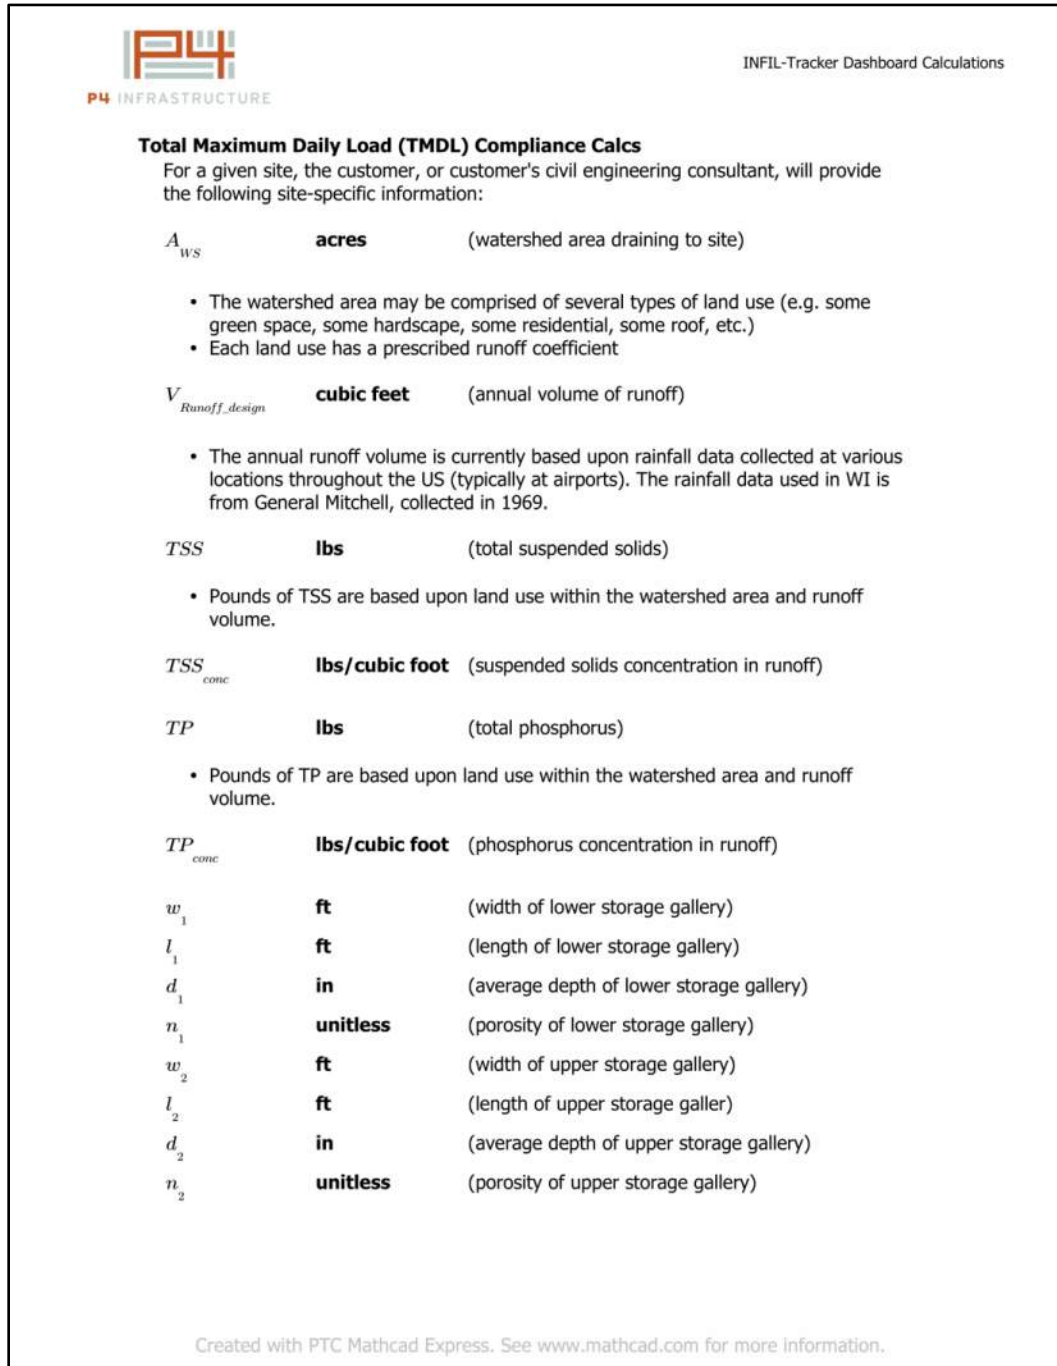 P4 INFRASTRUCTURE
INFIL-Tracker Dashboard Calculations
Total Maximum Daily Load (TMDL) Compliance Calcs
For a given site, the customer, or customer's civil engineering consultant, will provide
the following site-specific information:
A_WS acres (watershed area draining to site)
• The watershed area may be comprised of several types of land use (e.g. some
green space, some hardscape, some residential, some roof, etc.)
• Each land use has a prescribed runoff coefficient
V_Runoff_design cubic feet (annual volume of runoff)
• The annual runoff volume is currently based upon rainfall data collected at various
locations throughout the US (typically at airports). The rainfall data used in WI is
from General Mitchell, collected in 1969.
TSS lbs (total suspended solids)
• Pounds of TSS are based upon land use within the watershed area and runoff
volume.
TSS_conc lbs/cubic foot (suspended solids concentration in runoff)
TP lbs (total phosphorus)
• Pounds of TP are based upon land use within the watershed area and runoff
volume.
TP_conc lbs/cubic foot (phosphorus concentration in runoff)
w_1 ft (width of lower storage gallery)
l_1 ft (length of lower storage gallery)
d_1 in (average depth of lower storage gallery)
n_1 unitless (porosity of lower storage gallery)
w_2 ft (width of upper storage gallery)
l_2 ft (length of upper storage galler)
d_2 in (average depth of upper storage gallery)
n_2 unitless (porosity of upper storage gallery)
Created with PTC Mathcad Express. See www.mathcad.com for more information.